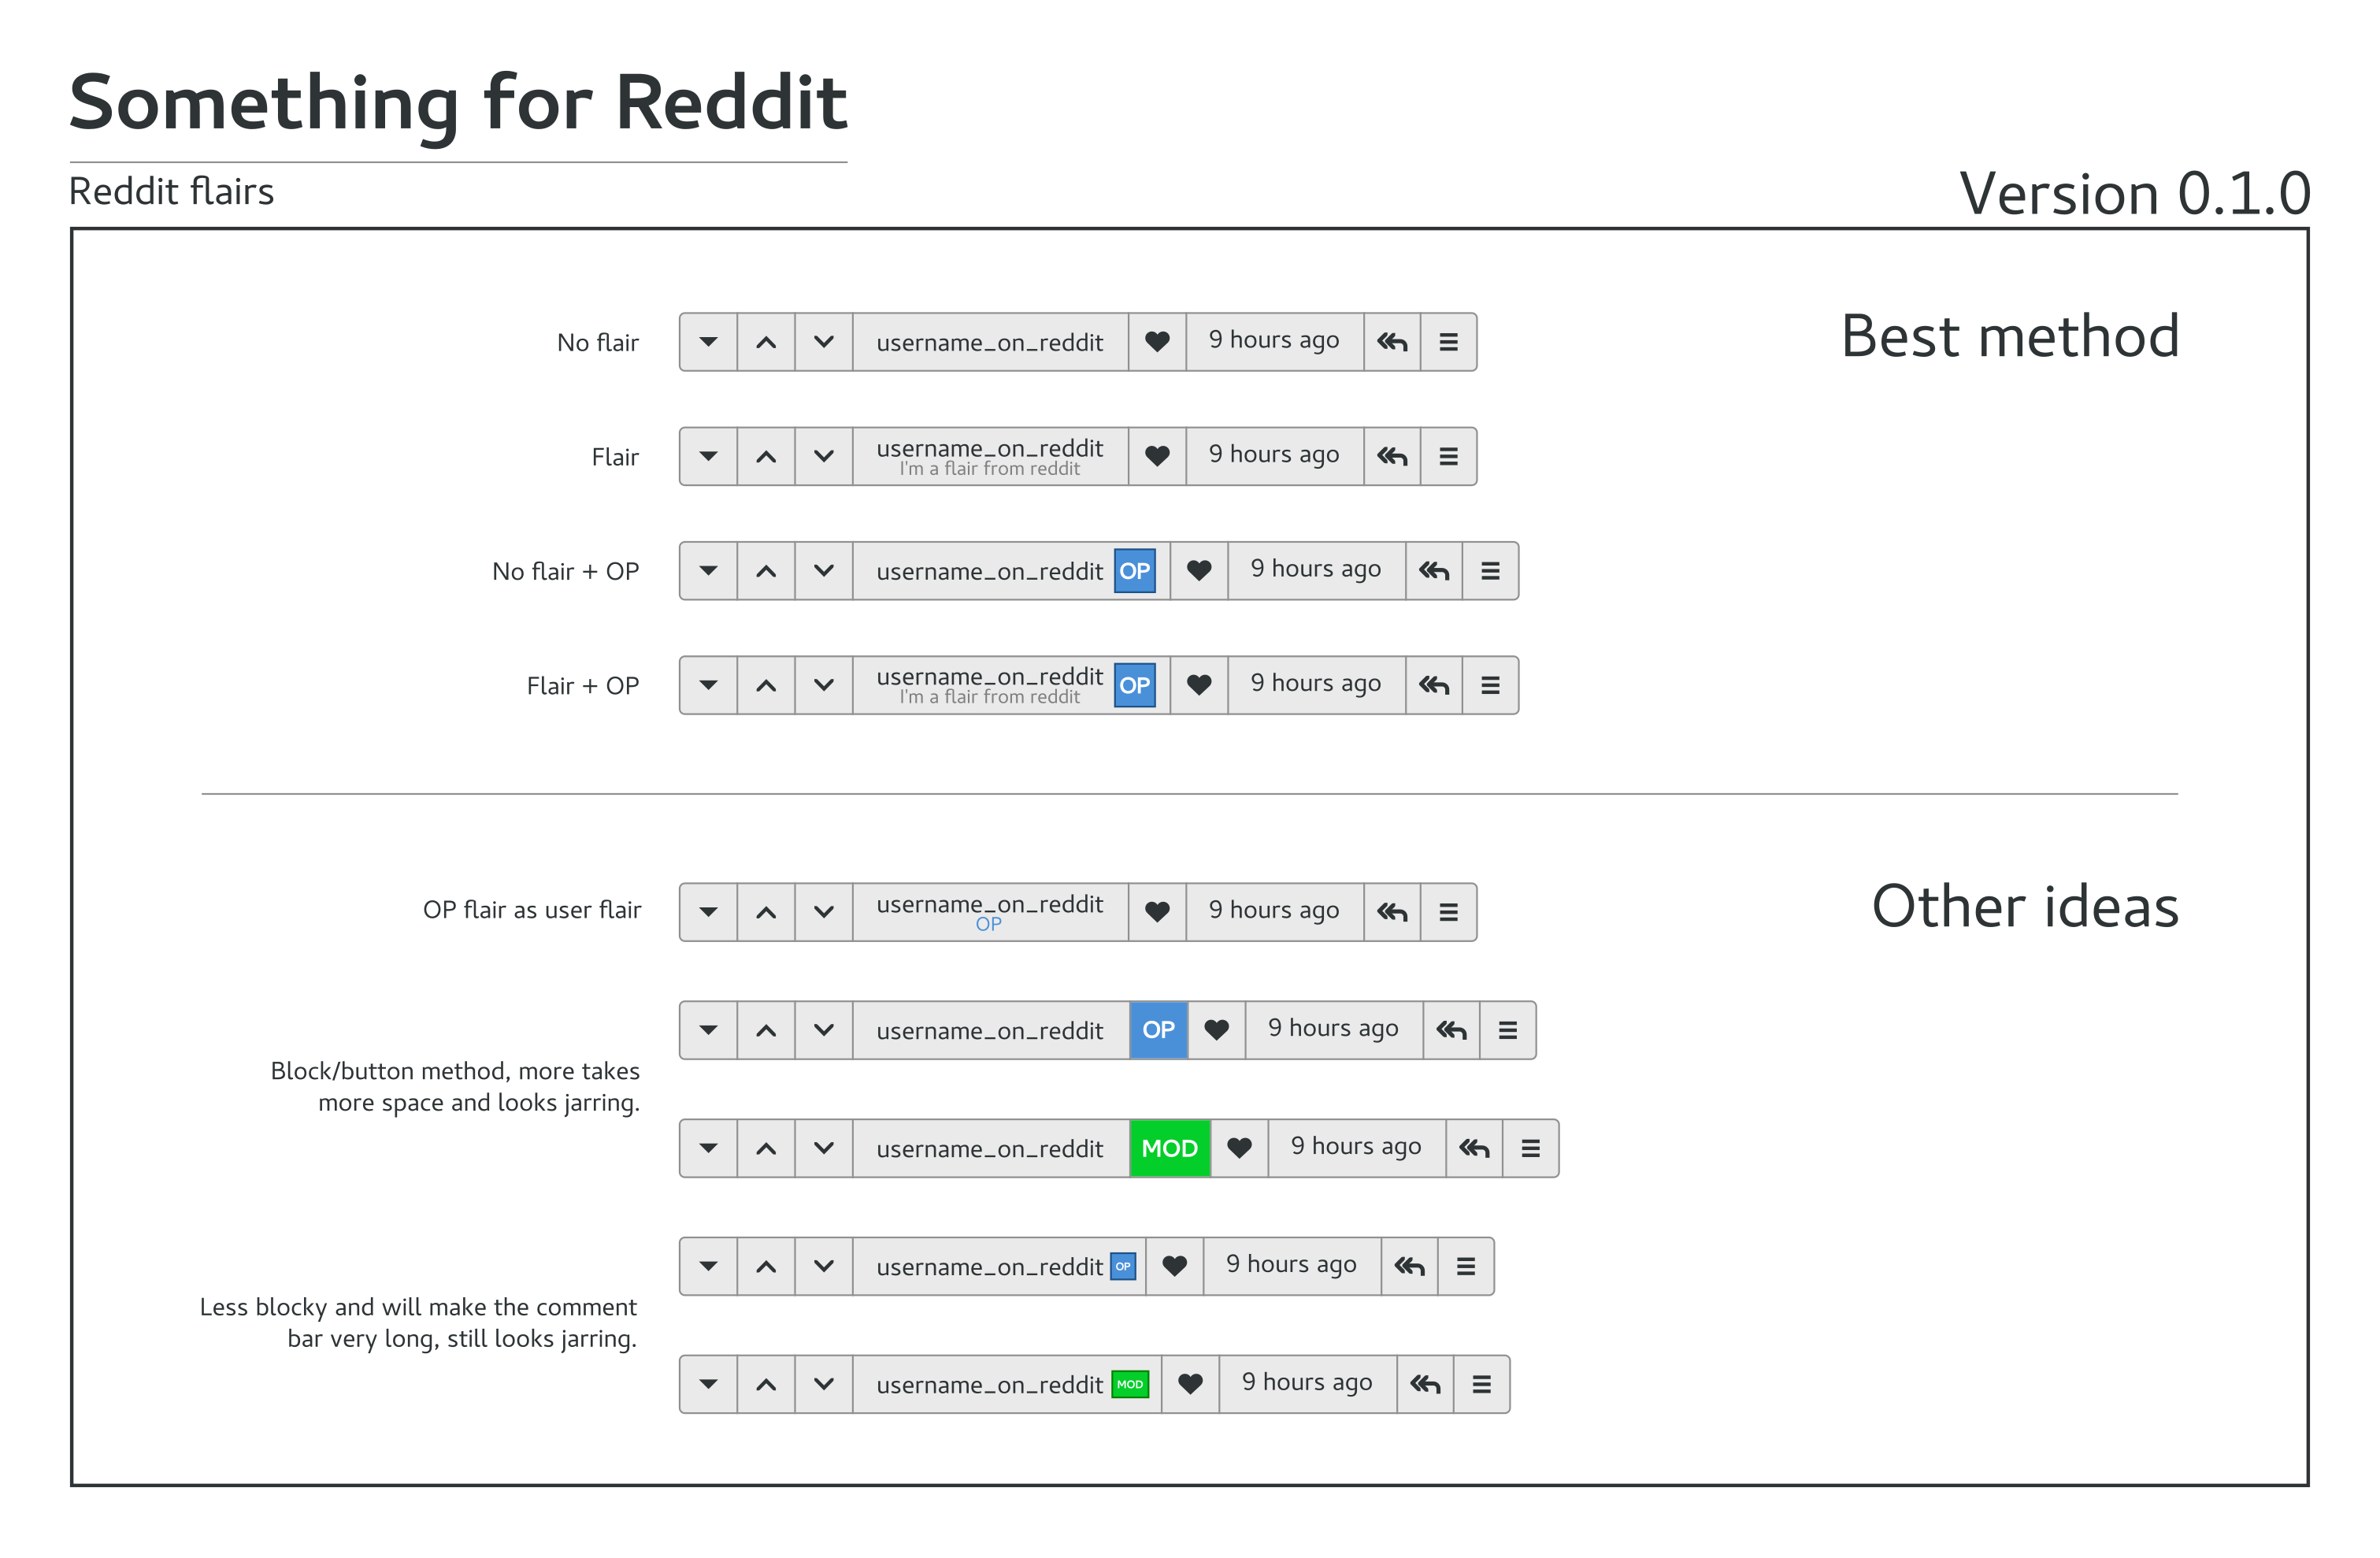 Something for Reddit
Reddit flairs
Version 0.1.0
Best method
No flair
username_on_reddit
9 hours ago
Flair
username_on_reddit
I'm a flair from reddit
9 hours ago
No flair + OP
username_on_reddit
OP
9 hours ago
Flair + OP
username_on_reddit
I'm a flair from reddit
OP
9 hours ago
Other ideas
OP flair as user flair
username_on_reddit
OP
9 hours ago
Block/button method, more takes
more space and looks jarring.
username_on_reddit
OP
9 hours ago
username_on_reddit
MOD
9 hours ago
Less blocky and will make the comment
bar very long, still looks jarring.
username_on_reddit
OP
9 hours ago
username_on_reddit
MOD
9 hours ago